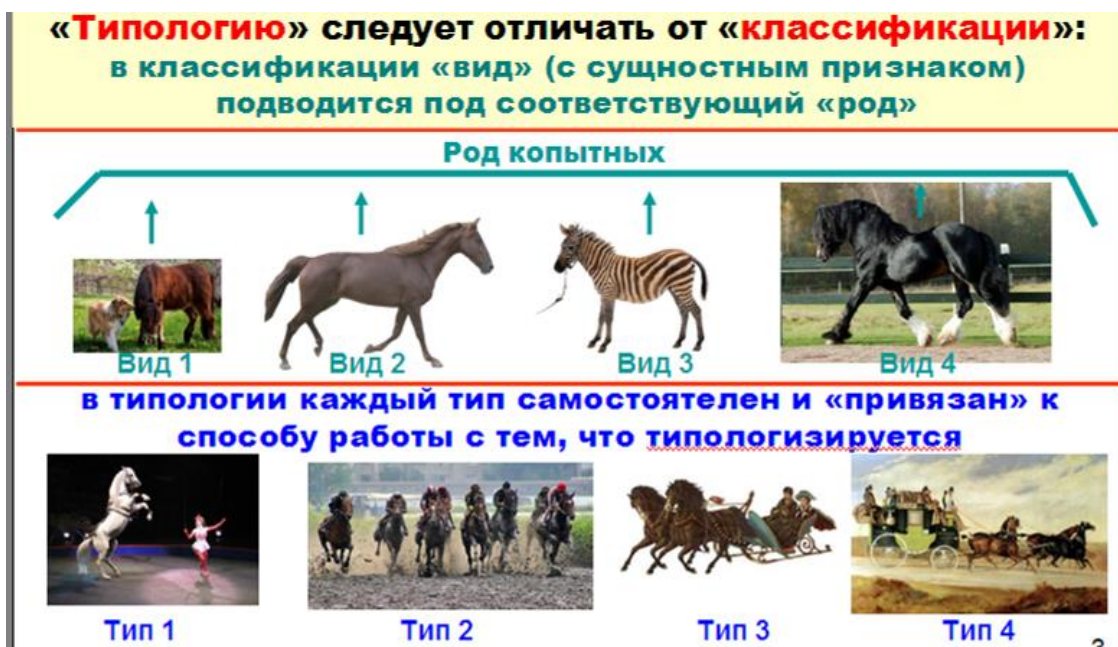 «Типологию» следует отличать от «классификации»:
в классификации «вид» (с сущностным признаком)
подводится под соответствующий «род»
Род копытных
Вид 1 Вид 2 Вид 3 Вид 4
в типологии каждый тип самостоятелен и «привязан» к
способу работы с тем, что типологизируется
Тип 1 Тип 2 Тип 3 Тип 4